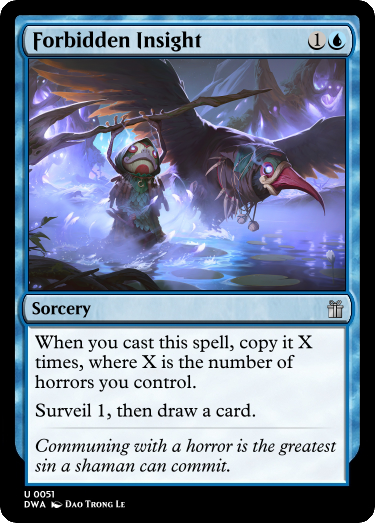 Forbidden Insight 1
Sorcery
When you cast this spell, copy it X
times, where X is the number of
horrors you control.
Surveil 1, then draw a card.
Communing with a horror is the greatest
sin a shaman can commit.
U 0051
DWA Dao Trong Le